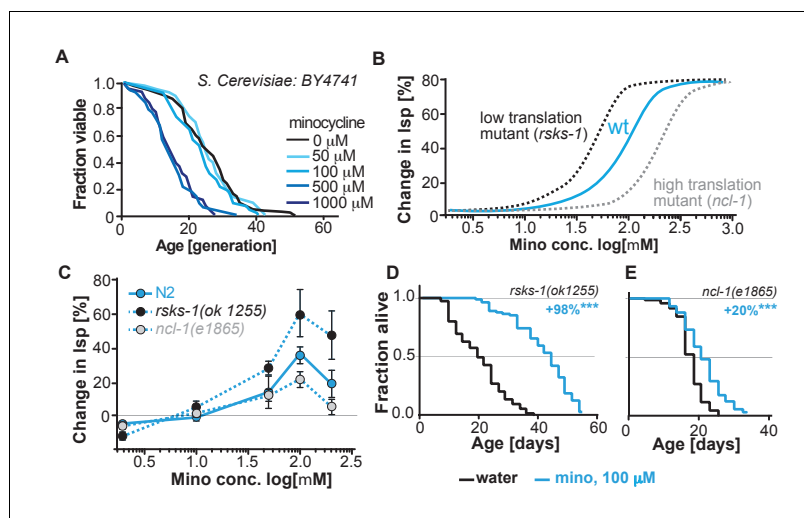 A
S. Cerevisiae: BY4741
Fraction viable
1.0
0.8
0.6
0.4
0.2
0
0 20 40 60
Age [generation]
minocycline
0 μM
50 μM
100 μM
500 μM
1000 μM
B
Change in lsp [%]
80
60
40
20
0
low translation
mutant (rsks-1)
wt
high translation
mutant (ncl-1)
0.5 1.0 1.5 2.0 2.5 3.0
Mino conc. log[mM]
C
N2
rsks-1(ok 1255)
ncl-1(e1865)
Change in lsp [%]
80
60
40
20
0
0.5 1.0 1.5 2.0 2.5
Mino conc. log[mM]
D
rsks-1(ok1255)
+98%***
Fraction alive
1.0
0.5
0.0
0 20 40 60
Age [days]
E
ncl-1(e1865)
+20%***
0 20 40
Age [days]
water mino, 100 μM